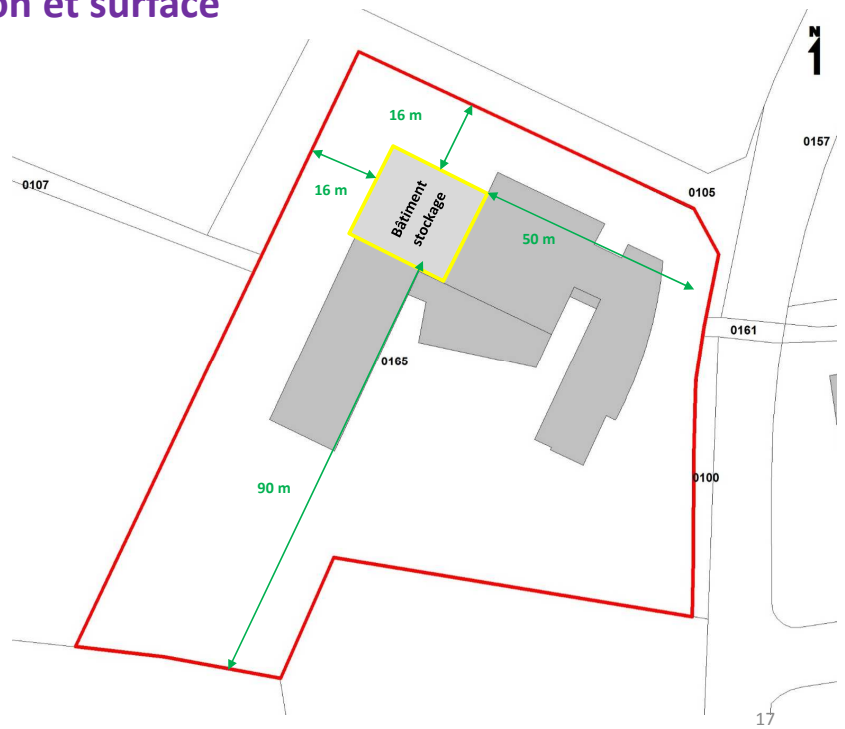 on et surface
N
0157
16 m
0107
16 m
0105
Bâtiment
stockage
50 m
0161
0165
90 m
0100
17